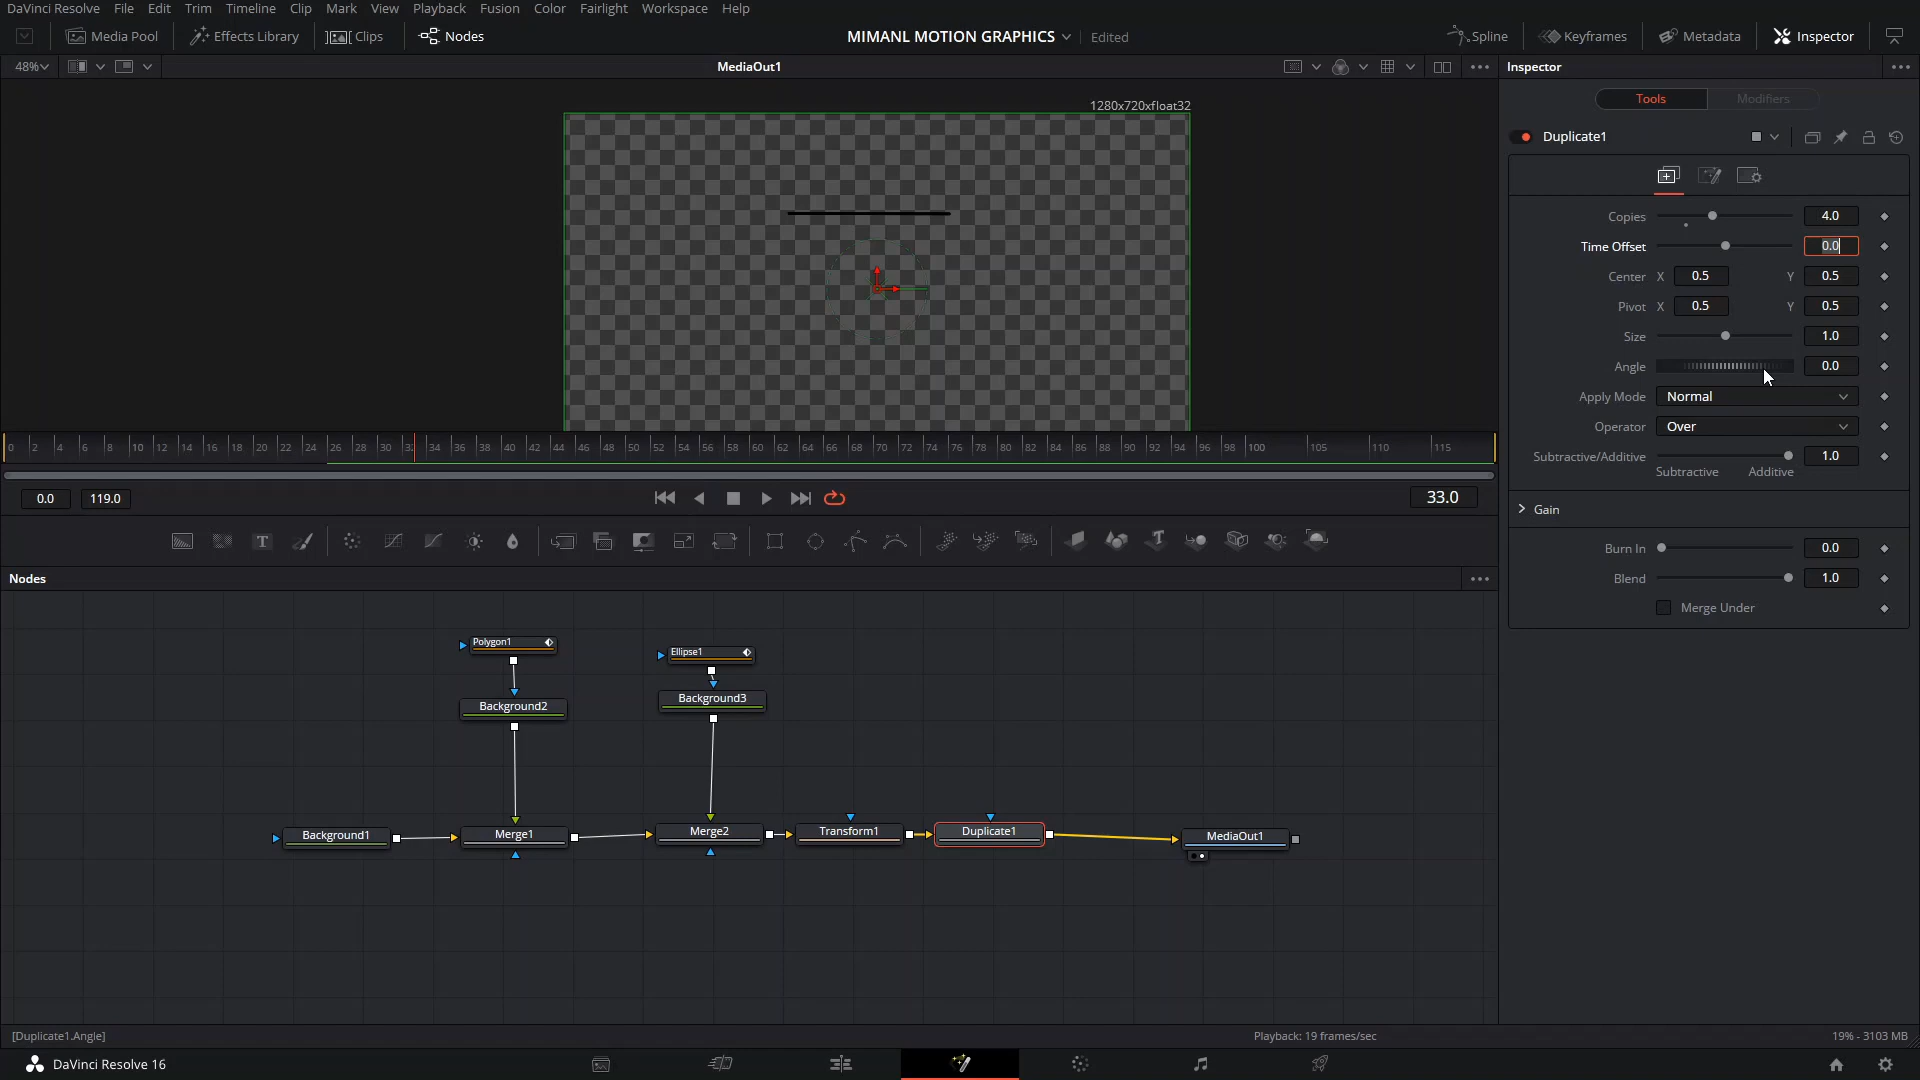 DaVinci Resolve File Edit Trim Timeline Clip Mark View Playback Fusion Color Fairlight Workspace Help
Media Pool Effects Library Clips Nodes MIMANL MOTION GRAPHICS Edited Spline Keyframes Metadata Inspector
48% MediaOut1 Inspector
1280x720xfloat32
Tools Modifiers
Duplicate1
Copies 4.0
Time Offset 0.0
Center X 0.5 Y 0.5
Pivot X 0.5 Y 0.5
Size 1.0
Angle 0.0
Apply Mode Normal
Operator Over
Subtractive/Additive 1.0
Subtractive Additive
Gain
Burn In 0.0
Blend 1.0
Merge Under
0 2 4 6 8 10 12 14 16 18 20 22 24 26 28 30 34 36 38 40 42 44 46 48 50 52 54 56 58 60 62 64 66 68 70 72 74 76 78 80 82 84 86 88 90 92 94 96 98 100 105 110 115
0.0 119.0 33.0
Nodes
Polygon1
Ellipse1
Background2
Background3
Background1
Merge1
Merge2
Transform1
Duplicate1
MediaOut1
[Duplicate1.Angle] Playback: 19 frames/sec 19% - 3103 MB
DaVinci Resolve 16